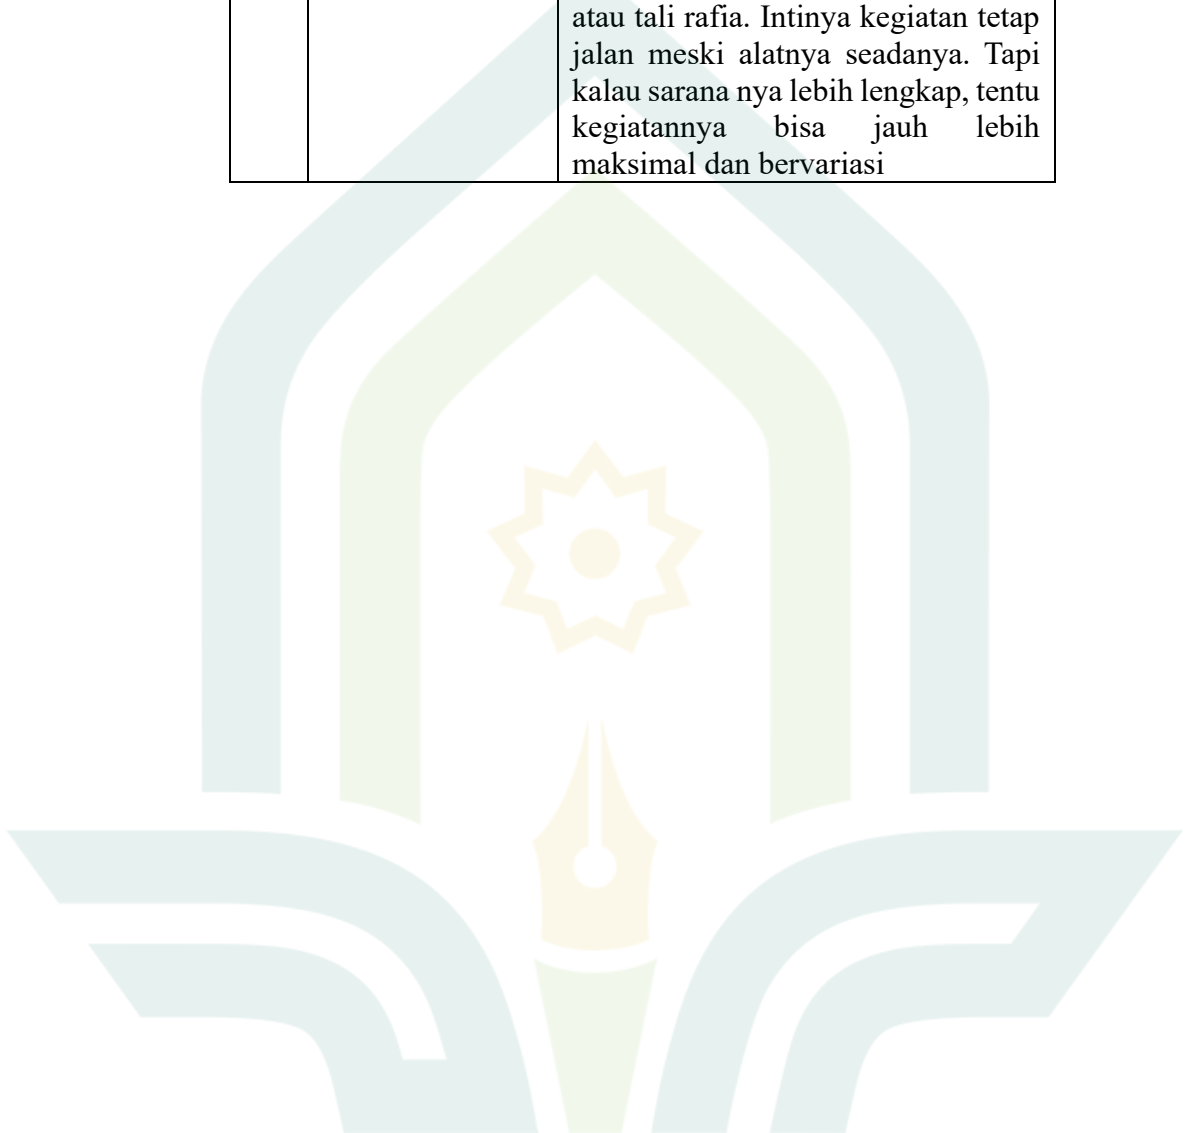 atau tali rafia. Intinya kegiatan tetap
jalan meski alatnya seadanya. Tapi
kalau sarana nya lebih lengkap, tentu
kegiatannya bisa jauh lebih
maksimal dan bervariasi